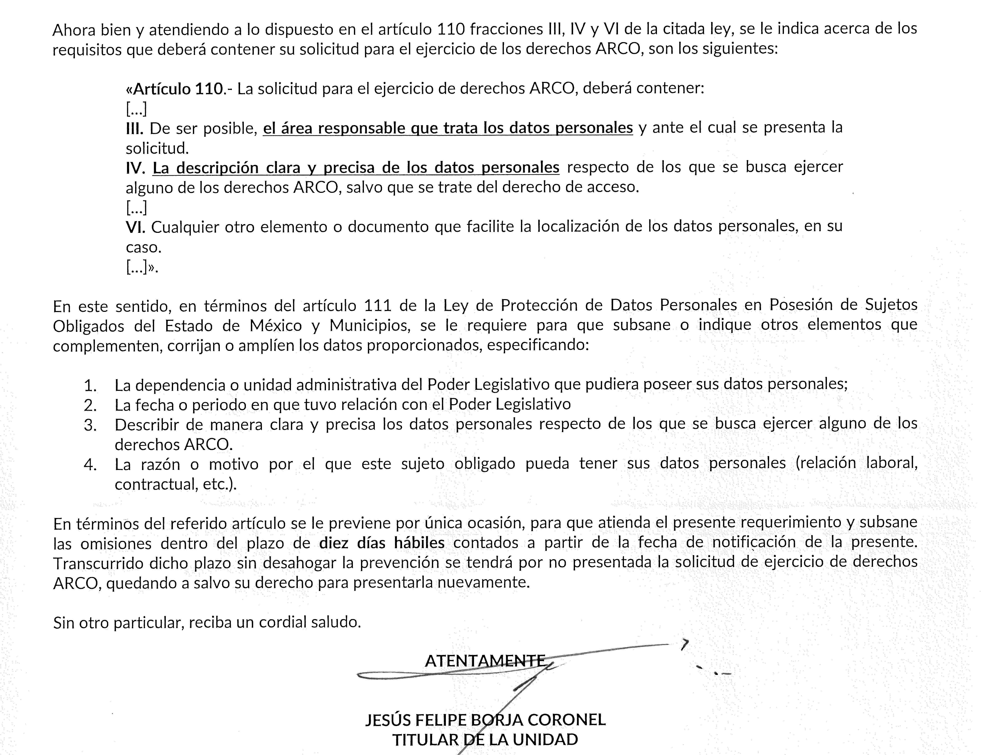 Ahora bien y atendiendo a lo dispuesto en el artículo 110 fracciones III, IV y VI de la citada ley, se le indica acerca de los
requisitos que deberá contener su solicitud para el ejercicio de los derechos ARCO, son los siguientes:
«Artículo 110.- La solicitud para el ejercicio de derechos ARCO, deberá contener:
[...]
III. De ser posible, el área responsable que trata los datos personales y ante el cual se presenta la
solicitud.
IV. La descripción clara y precisa de los datos personales respecto de los que se busca ejercer
alguno de los derechos ARCO, salvo que se trate del derecho de acceso.
[...]
VI. Cualquier otro elemento o documento que facilite la localización de los datos personales, en su
caso.
[...]».
En este sentido, en términos del artículo 111 de la Ley de Protección de Datos Personales en Posesión de Sujetos
Obligados del Estado de México y Municipios, se le requiere para que subsane o indique otros elementos que
complementen, corrijan o amplíen los datos proporcionados, especificando:
1. La dependencia o unidad administrativa del Poder Legislativo que pudiera poseer sus datos personales;
2. La fecha o periodo en que tuvo relación con el Poder Legislativo
3. Describir de manera clara y precisa los datos personales respecto de los que se busca ejercer alguno de los
derechos ARCO.
4. La razón o motivo por el que este sujeto obligado pueda tener sus datos personales (relación laboral,
contractual, etc.).
En términos del referido artículo se le previene por única ocasión, para que atienda el presente requerimiento y subsane
las omisiones dentro del plazo de diez días hábiles contados a partir de la fecha de notificación de la presente.
Transcurrido dicho plazo sin desahogar la prevención se tendrá por no presentada la solicitud de ejercicio de derechos
ARCO, quedando a salvo su derecho para presentarla nuevamente.
Sin otro particular, reciba un cordial saludo.
ATENTAMENTE
JESÚS FELIPE BORJA CORONEL
TITULAR DE LA UNIDAD